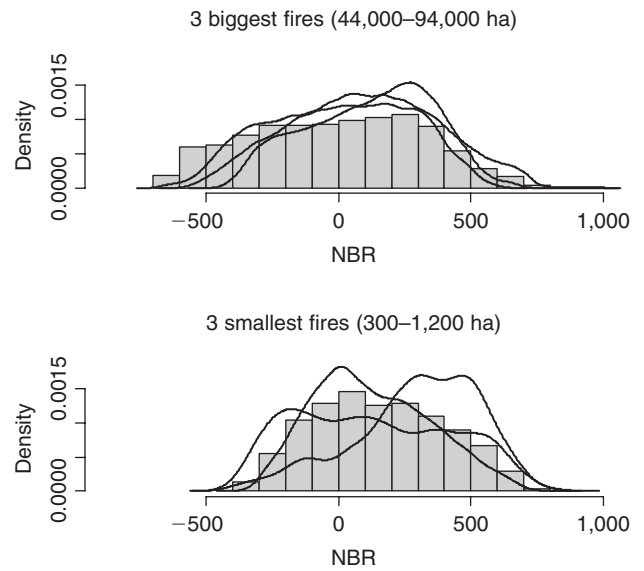 3 biggest fires (44,000–94,000 ha)
Density
0.0015
0.0000
−500 0 500 1,000
NBR
3 smallest fires (300–1,200 ha)
Density
0.0015
0.0000
−500 0 500 1,000
NBR